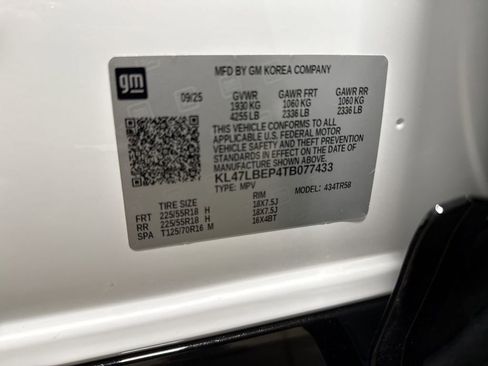 gm
MFD BY GM KOREA COMPANY
09/25 GVWR GAWR FRT GAWR RR
1930 KG 1060 KG 1060 KG
4255 LB 2336 LB 2336 LB
THIS VEHICLE CONFORMS TO ALL
APPLICABLE U.S. FEDERAL MOTOR
VEHICLE SAFETY AND THEFT
PREVENTION STANDARDS IN EFFECT ON
THE DATE OF MANUFACTURE SHOWN ABOVE.
KL47LBEP4TB077433
TYPE: MPV MODEL: 434TR58
TIRE SIZE RIM
FRT 225/55R18 H 18X7.5J
RR 225/55R18 H 18X7.5J
SPA T125/70R16 M 16X4BT